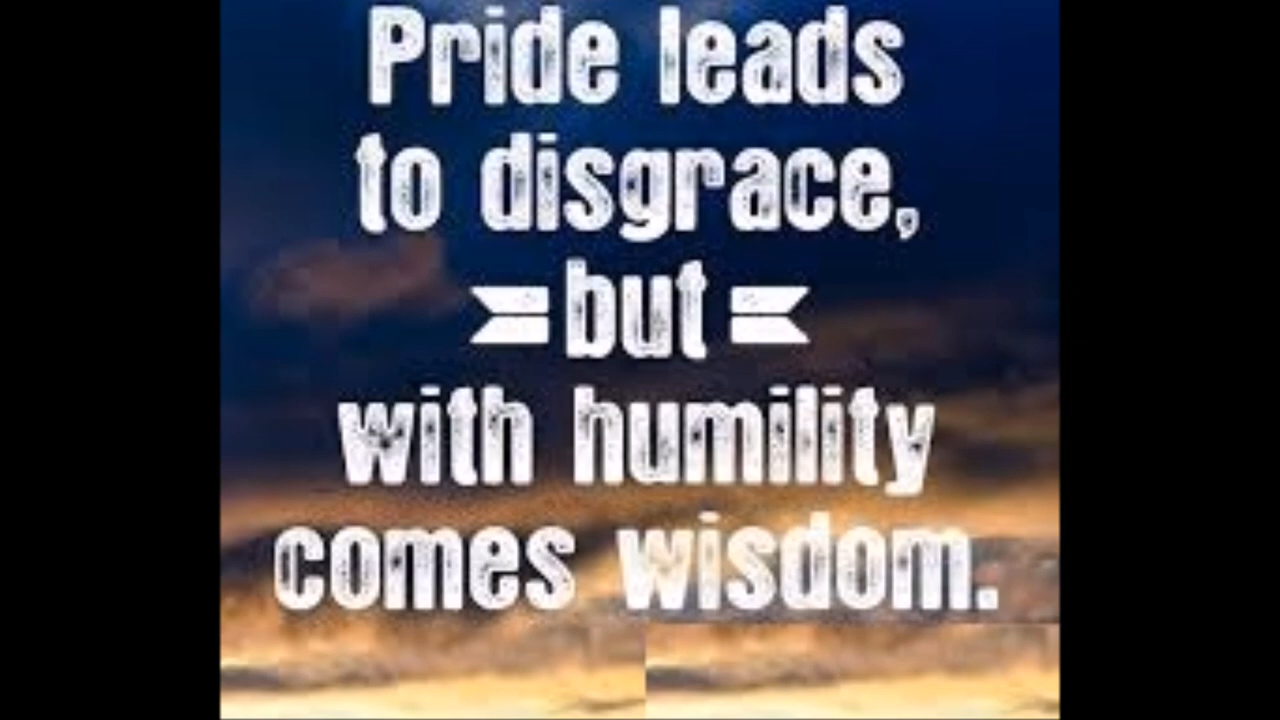 Pride leads
to disgrace,
but
with humility
comes wisdom.